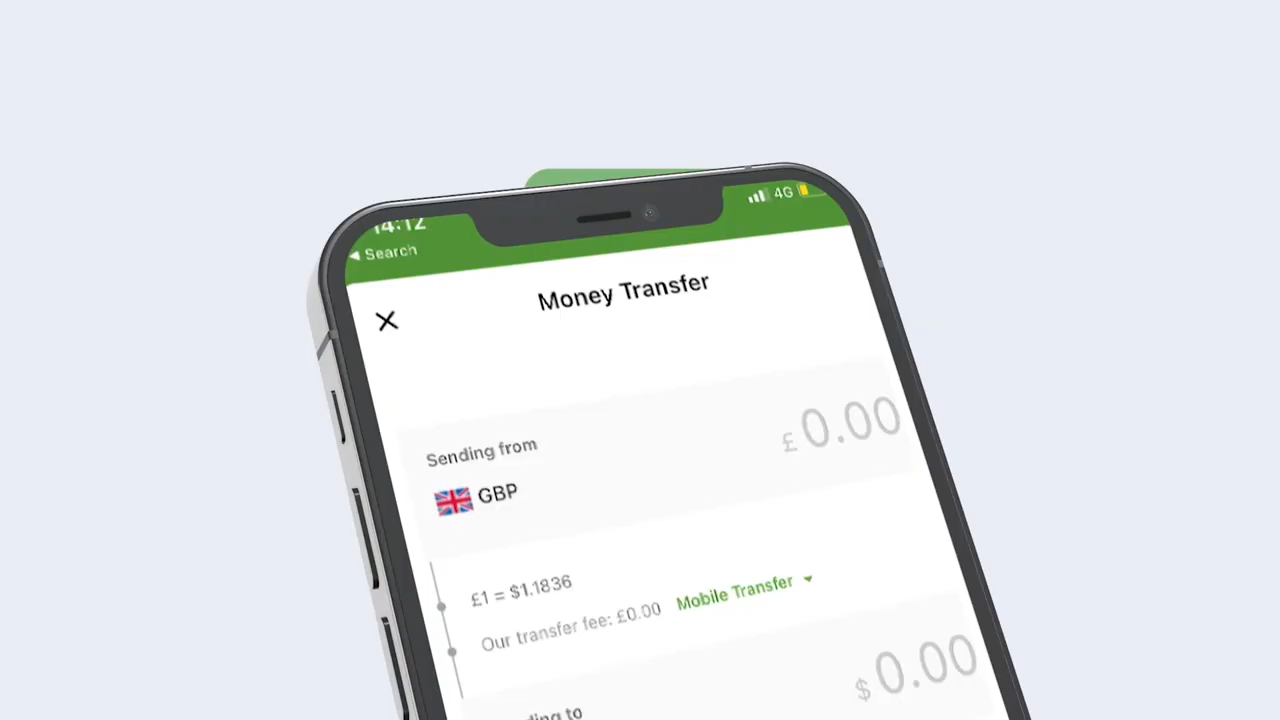 14:12
4G
◀ Search
Money Transfer
Sending from
£ 0.00
GBP
£1 = $1.1836
Our transfer fee: £0.00 Mobile Transfer
$ 0.00
to